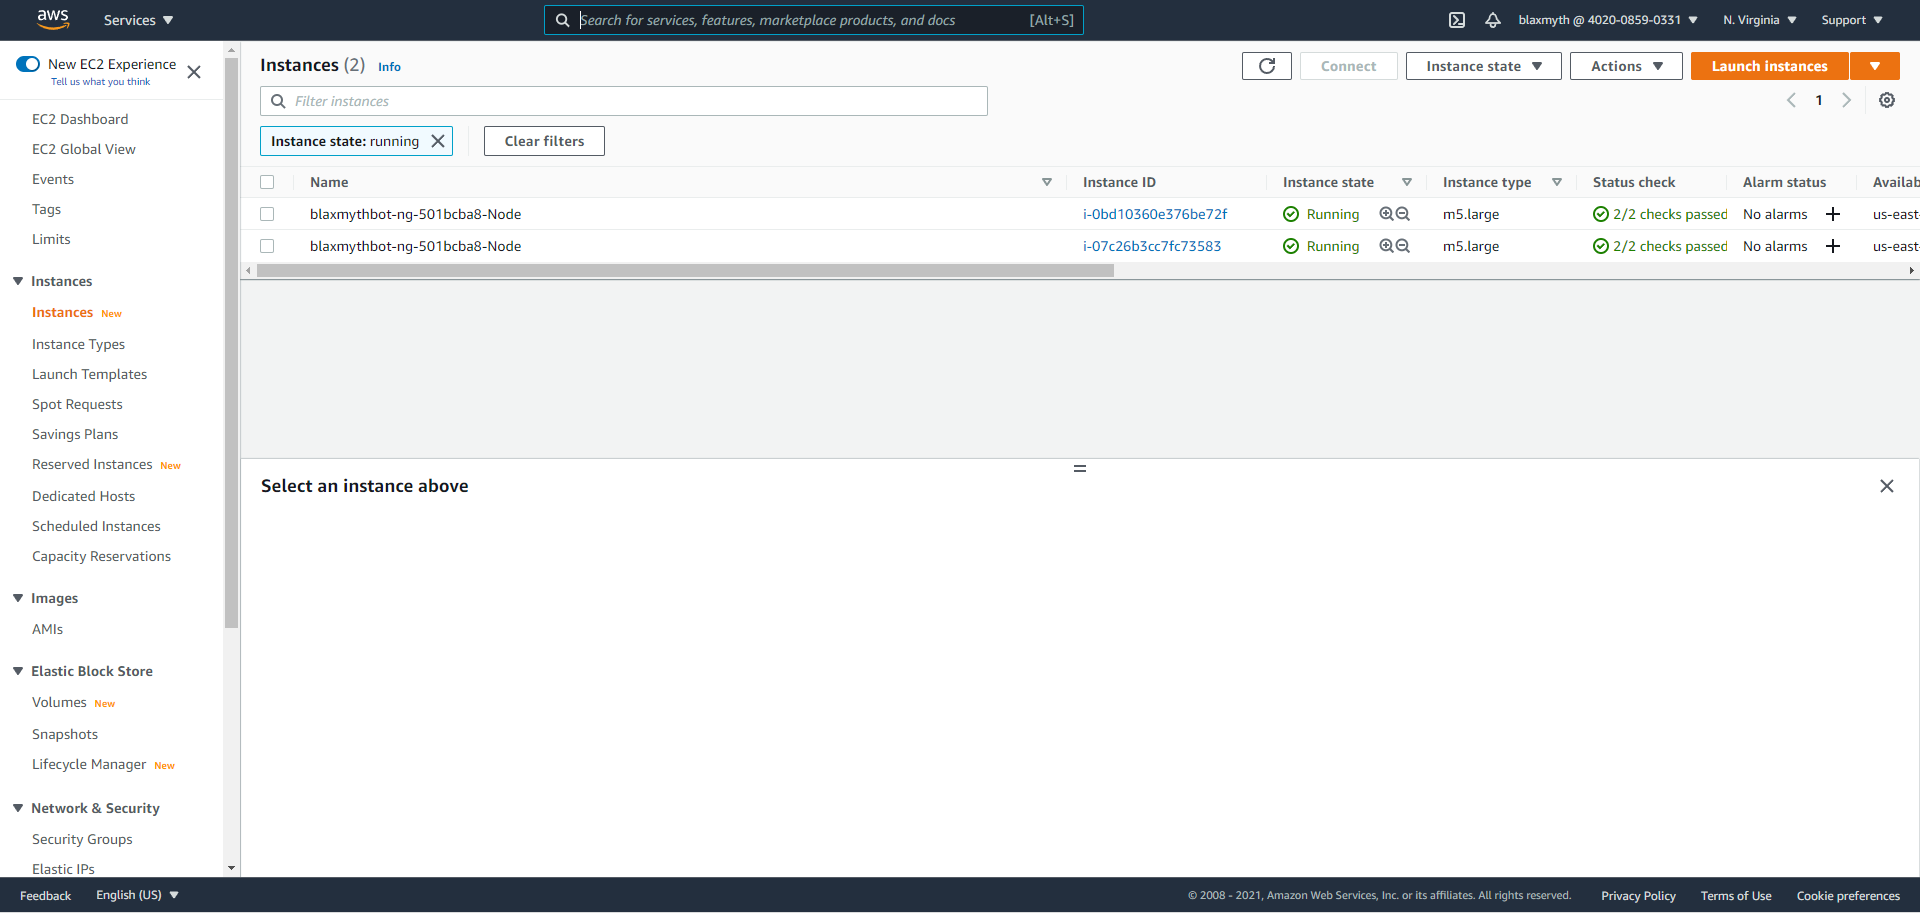 aws Services Search for services, features, marketplace products, and docs [Alt+S] blaxmyth @ 4020-0859-0331 N. Virginia Support
New EC2 Experience
Tell us what you think
EC2 Dashboard
EC2 Global View
Events
Tags
Limits
Instances
Instances New
Instance Types
Launch Templates
Spot Requests
Savings Plans
Reserved Instances New
Dedicated Hosts
Scheduled Instances
Capacity Reservations
Images
AMIs
Elastic Block Store
Volumes New
Snapshots
Lifecycle Manager New
Network & Security
Security Groups
Elastic IPs
Instances (2) Info Connect Instance state Actions Launch instances
Filter instances 1
Instance state: running Clear filters
Name Instance ID Instance state Instance type Status check Alarm status Availab
blaxmythbot-ng-501bcba8-Node i-0bd10360e376be72f Running m5.large 2/2 checks passed No alarms us-east-
blaxmythbot-ng-501bcba8-Node i-07c26b3cc7fc73583 Running m5.large 2/2 checks passed No alarms us-east-
Select an instance above
Feedback English (US) © 2008 - 2021, Amazon Web Services, Inc. or its affiliates. All rights reserved. Privacy Policy Terms of Use Cookie preferences